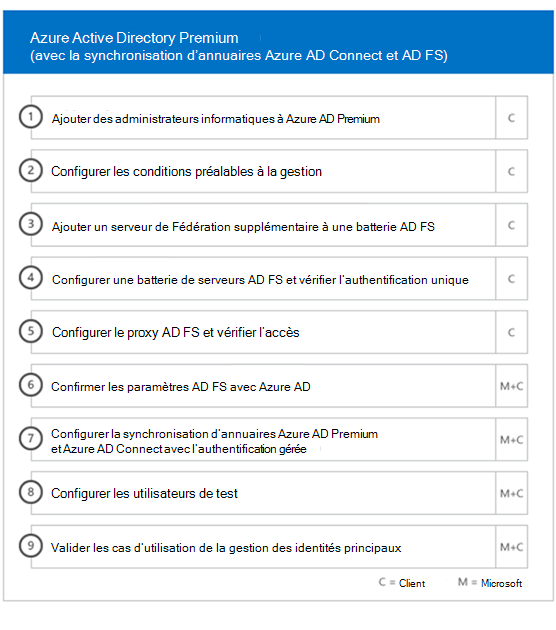 Azure Active Directory Premium
(avec la synchronisation d'annuaires Azure AD Connect et AD FS)
1 Ajouter des administrateurs informatiques à Azure AD Premium C
2 Configurer les conditions préalables à la gestion C
3 Ajouter un serveur de Fédération supplémentaire à une batterie AD FS C
4 Configurer une batterie de serveurs AD FS et vérifier l'authentification unique C
5 Configurer le proxy AD FS et vérifier l'accès C
6 Confirmer les paramètres AD FS avec Azure AD M+C
7 Configurer la synchronisation d'annuaires Azure AD Premium
et Azure AD Connect avec l'authentification gérée M+C
8 Configurer les utilisateurs de test M+C
9 Valider les cas d'utilisation de la gestion des identités principaux M+C
C = Client M = Microsoft